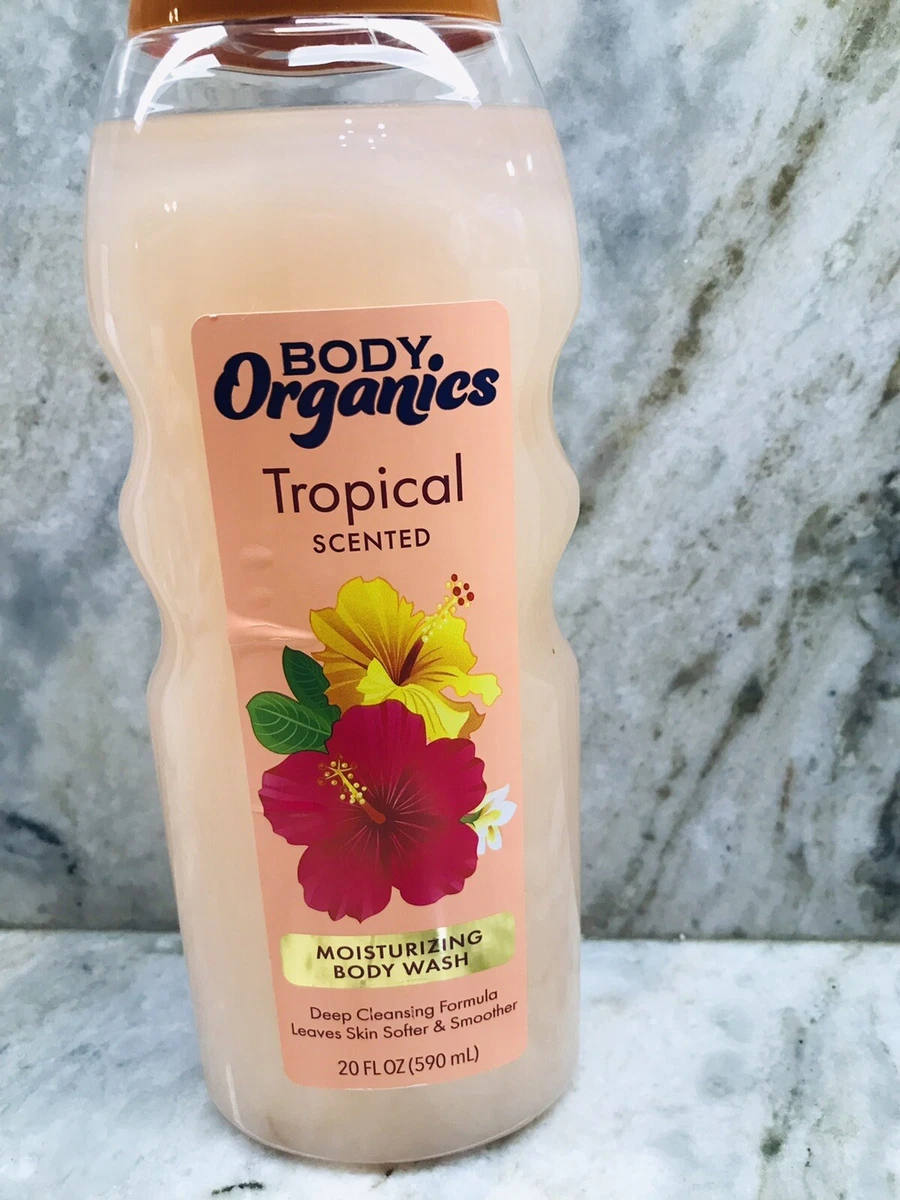 BODY
Organics
Tropical
SCENTED
MOISTURIZING
BODY WASH
Deep Cleansing Formula
Leaves Skin Softer & Smoother
20 FL OZ (590 mL)